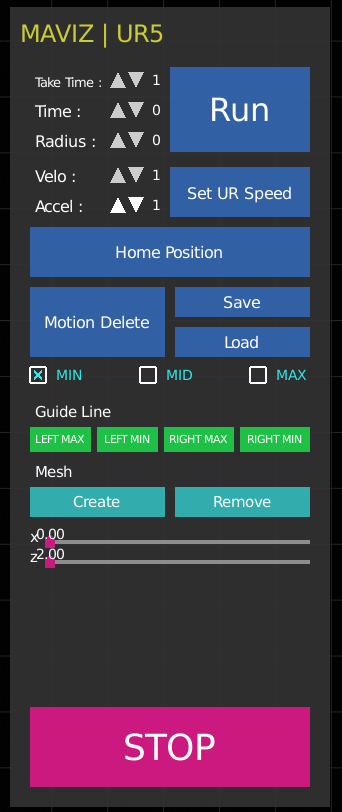 MAVIZ | UR5
Take Time : 1
Time : 0
Radius : 0
Run
Velo : 1
Accel : 1
Set UR Speed
Home Position
Motion Delete
Save
Load
MIN MID MAX
Guide Line
LEFT MAX LEFT MIN RIGHT MAX RIGHT MIN
Mesh
Create Remove
x 0.00
z 2.00
STOP